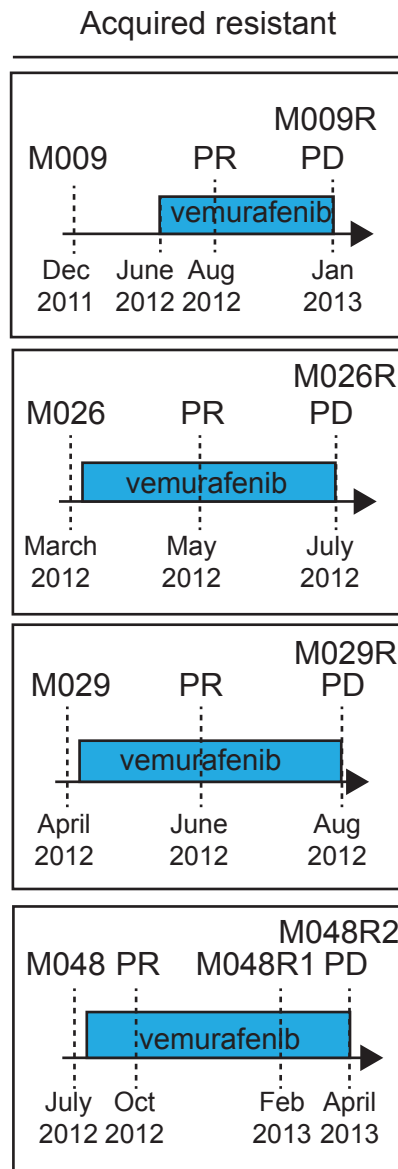 Acquired resistant
M009R
M009 PR PD
vemurafenib
Dec June Aug Jan
2011 2012 2012 2013
M026R
M026 PR PD
vemurafenib
March May July
2012 2012 2012
M029R
M029 PR PD
vemurafenib
April June Aug
2012 2012 2012
M048R2
M048 PR M048R1 PD
vemurafenib
July Oct Feb April
2012 2012 2013 2013